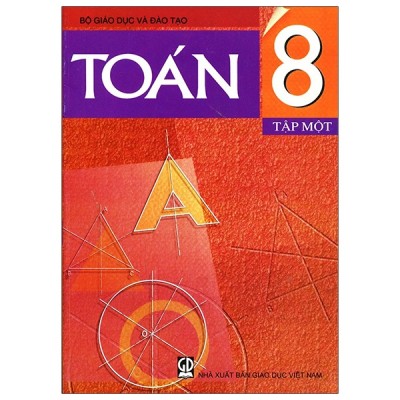 BỘ GIÁO DỤC VÀ ĐÀO TẠO
TOÁN 8
TẬP MỘT
A
NHÀ XUẤT BẢN GIÁO DỤC VIỆT NAM